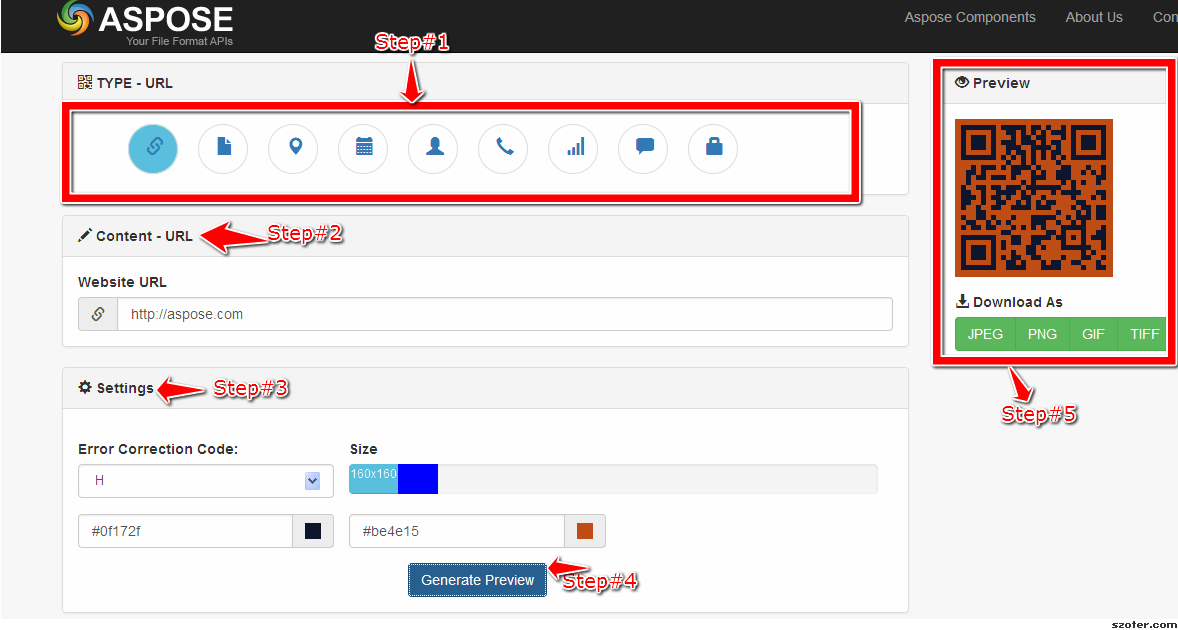 ASPOSE
Your File Format APIs
Aspose Components
About Us
Con
Step#1
TYPE - URL
Preview
Content - URL
Step#2
Website URL
http://aspose.com
Download As
JPEG
PNG
GIF
TIFF
Settings
Step#3
Step#5
Error Correction Code:
Size
H
160x160
#0f172f
#be4e15
Generate Preview
Step#4
szoter.com